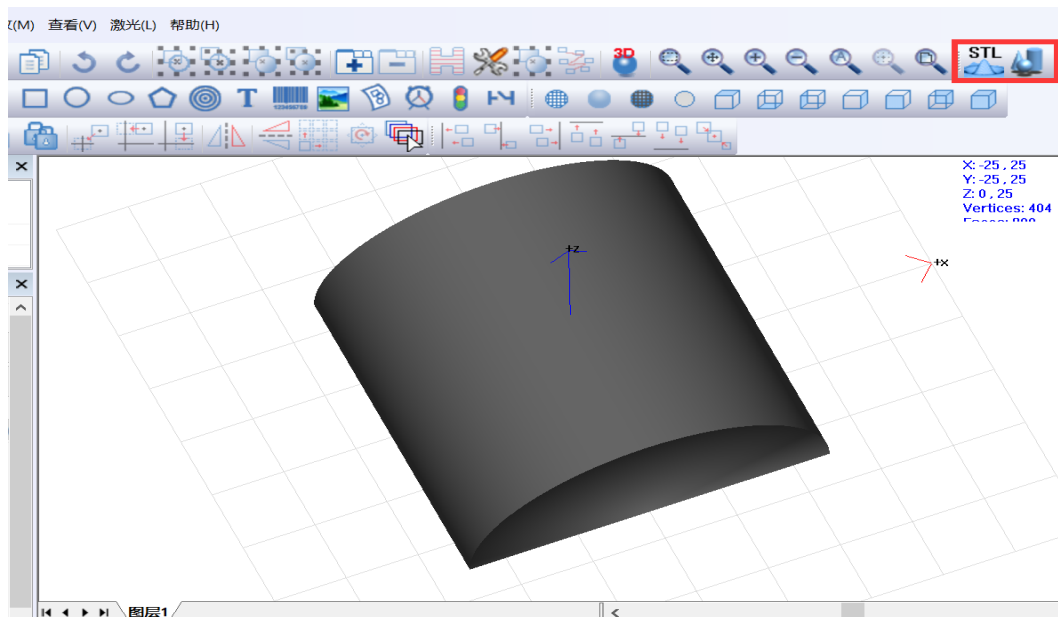 (M) 查看(V) 激光(L) 帮助(H)
3D
STL
T
123456789
X: -25 , 25
Y: -25 , 25
Z: 0 , 25
Vertices: 404
+z
+x
图层1